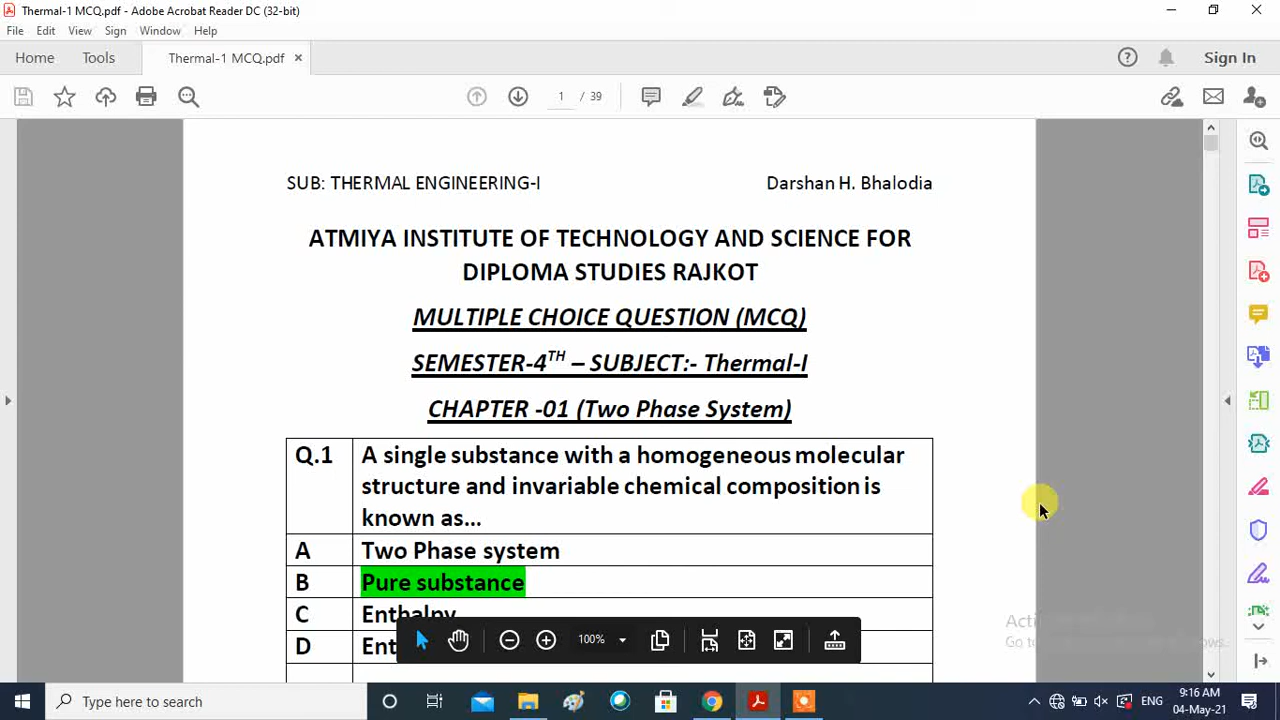 Thermal-1 MCQ.pdf - Adobe Acrobat Reader DC (32-bit)
File Edit View Sign Window Help
Home Tools Thermal-1 MCQ.pdf × Sign In
1 / 39
SUB: THERMAL ENGINEERING-I Darshan H. Bhalodia
ATMIYA INSTITUTE OF TECHNOLOGY AND SCIENCE FOR
DIPLOMA STUDIES RAJKOT
MULTIPLE CHOICE QUESTION (MCQ)
SEMESTER-4TH – SUBJECT:- Thermal-I
CHAPTER -01 (Two Phase System)
Q.1 A single substance with a homogeneous molecular
structure and invariable chemical composition is
known as...
A Two Phase system
B Pure substance
C Enthalpy
D
100%
Go to
Type here to search
ENG
9:16 AM
04-May-21